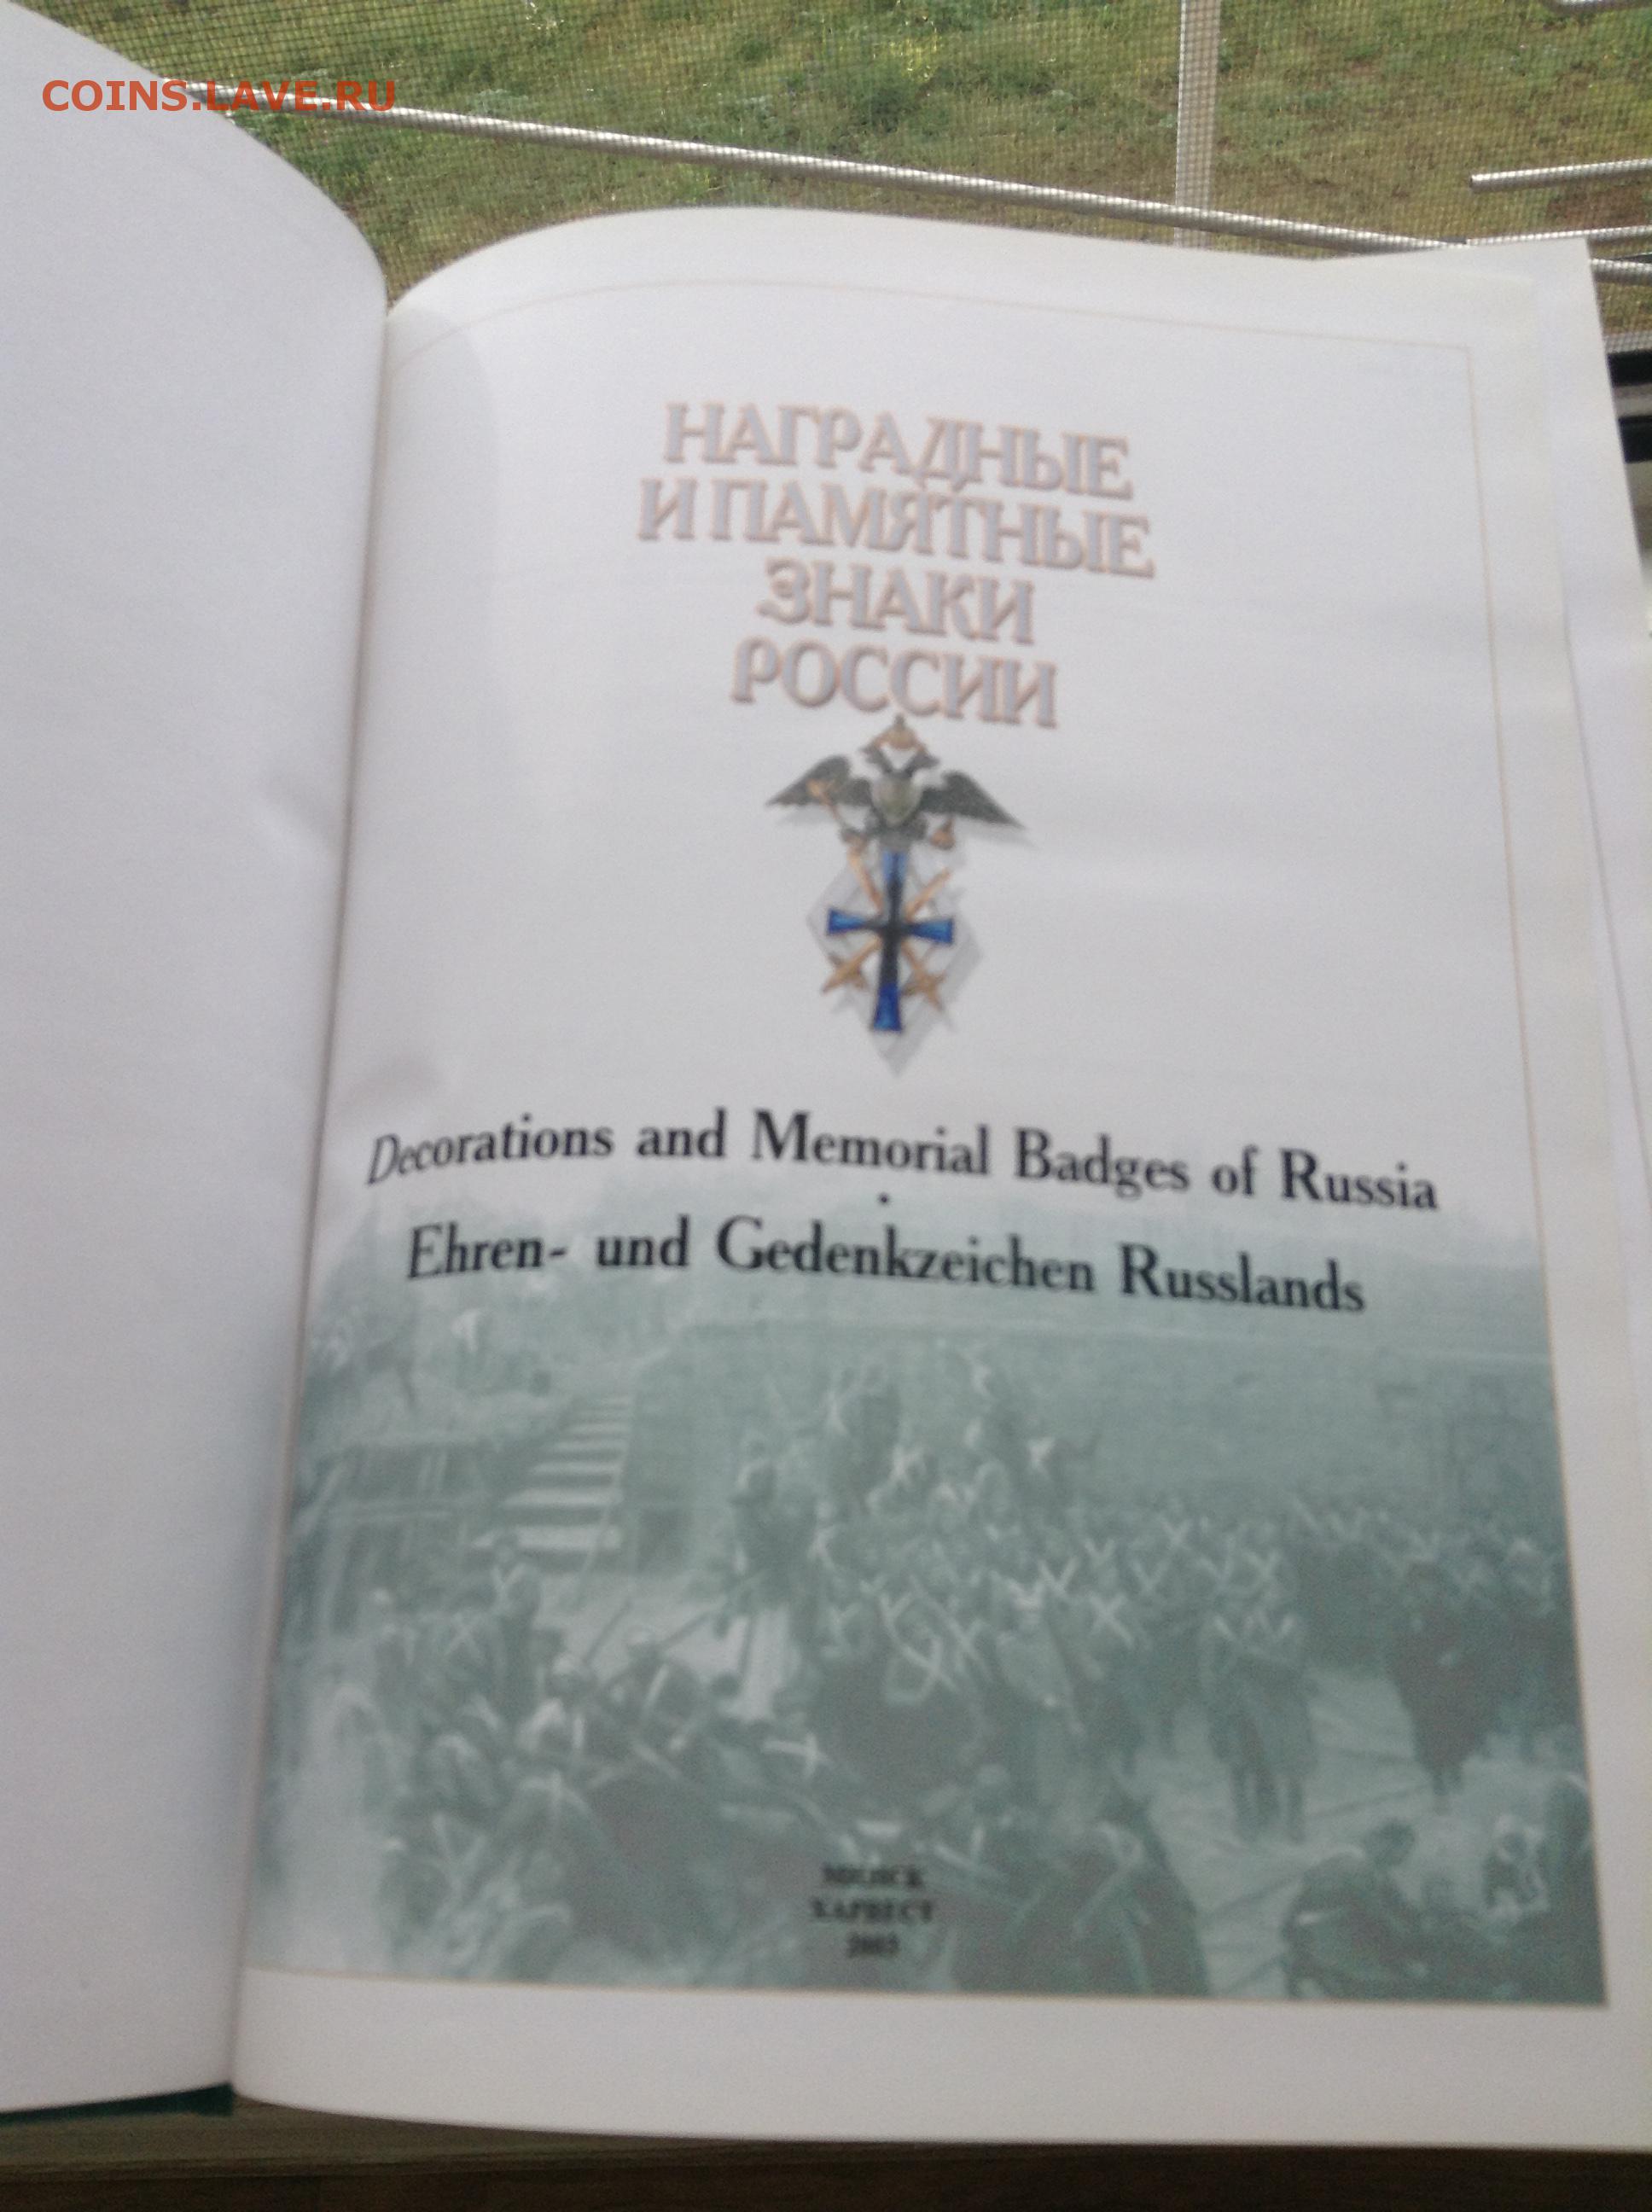 COINS.LAVE.RU
НАГРАДНЫЕ
И ПАМЯТНЫЕ
ЗНАКИ
РОССИИ
Decorations and Memorial Badges of Russia
•
Ehren- und Gedenkzeichen Russlands
МИНСК
ХАРВЕСТ